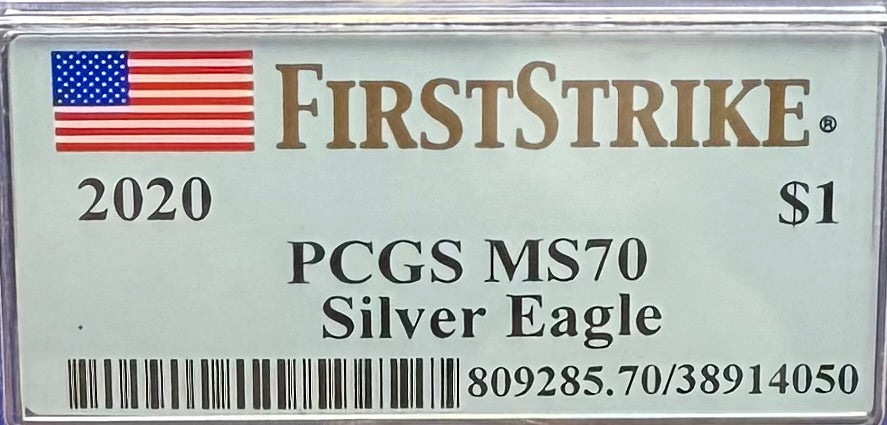 FIRSTSTRIKE®
2020 $1
PCGS MS70
Silver Eagle
809285.70/38914050